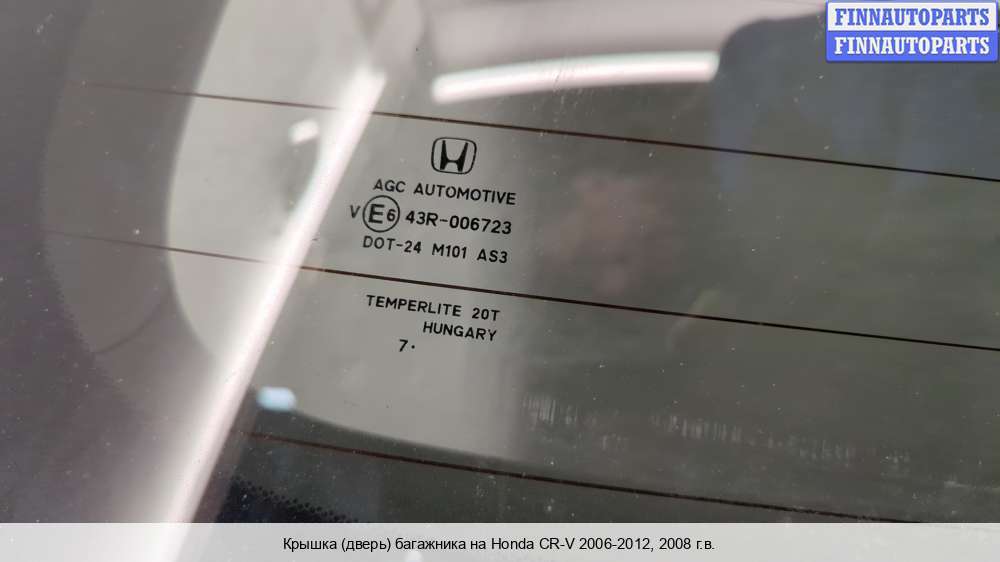 FINNAUTOPARTS
FINNAUTOPARTS
AGC AUTOMOTIVE
V E6 43R-006723
DOT-24 M101 AS3
TEMPERLITE 20T
HUNGARY
7.
Крышка (дверь) багажника на Honda CR-V 2006-2012, 2008 г.в.